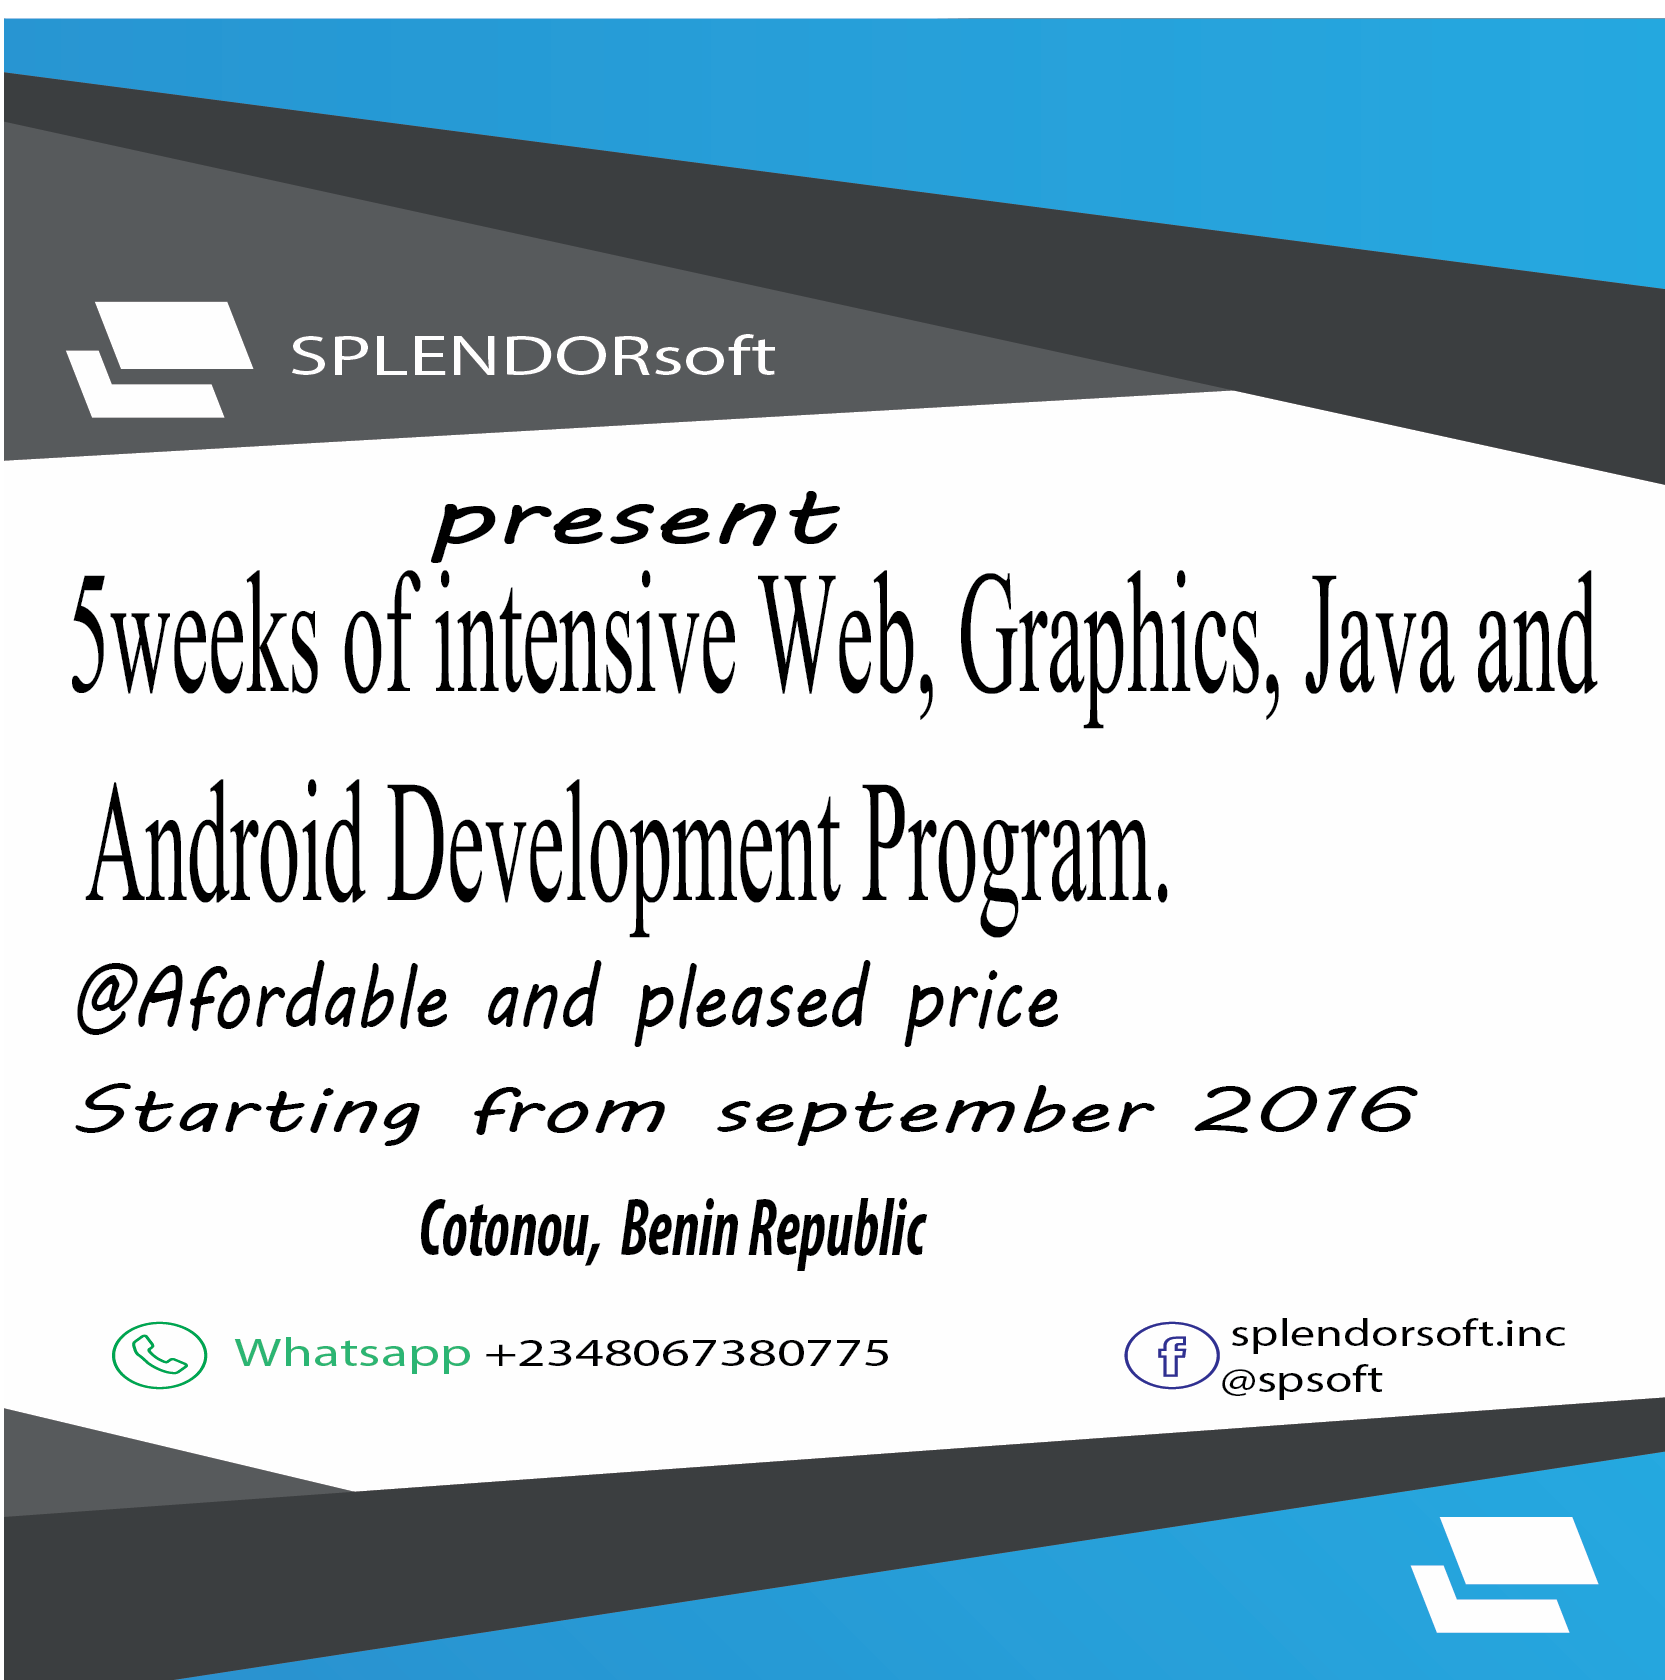 SPLENDORsoft
present
5weeks of intensive Web, Graphics, Java and
Android Development Program.
@Afordable and pleased price
Starting from september 2016
Cotonou, Benin Republic
Whatsapp +2348067380775
f splendorsoft.inc
@spsoft